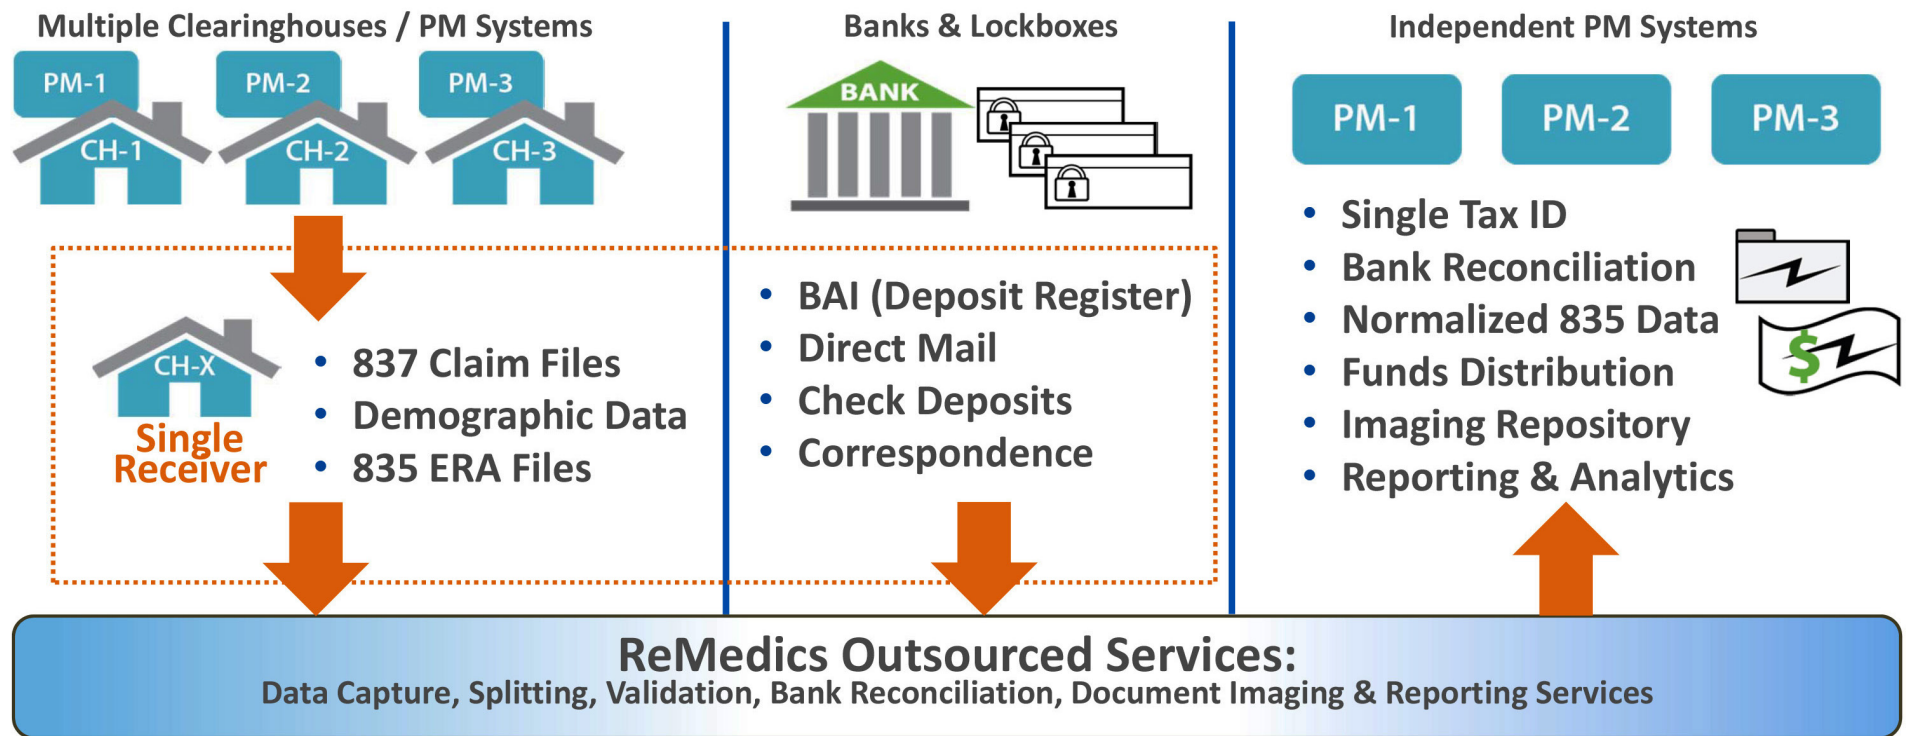 Multiple Clearinghouses / PM Systems
PM-1
PM-2
PM-3
CH-1
CH-2
CH-3
CH-X
Single
Receiver
• 837 Claim Files
• Demographic Data
• 835 ERA Files
Banks & Lockboxes
BANK
• BAI (Deposit Register)
• Direct Mail
• Check Deposits
• Correspondence
Independent PM Systems
PM-1
PM-2
PM-3
• Single Tax ID
• Bank Reconciliation
• Normalized 835 Data
• Funds Distribution
• Imaging Repository
• Reporting & Analytics
$
ReMedics Outsourced Services:
Data Capture, Splitting, Validation, Bank Reconciliation, Document Imaging & Reporting Services